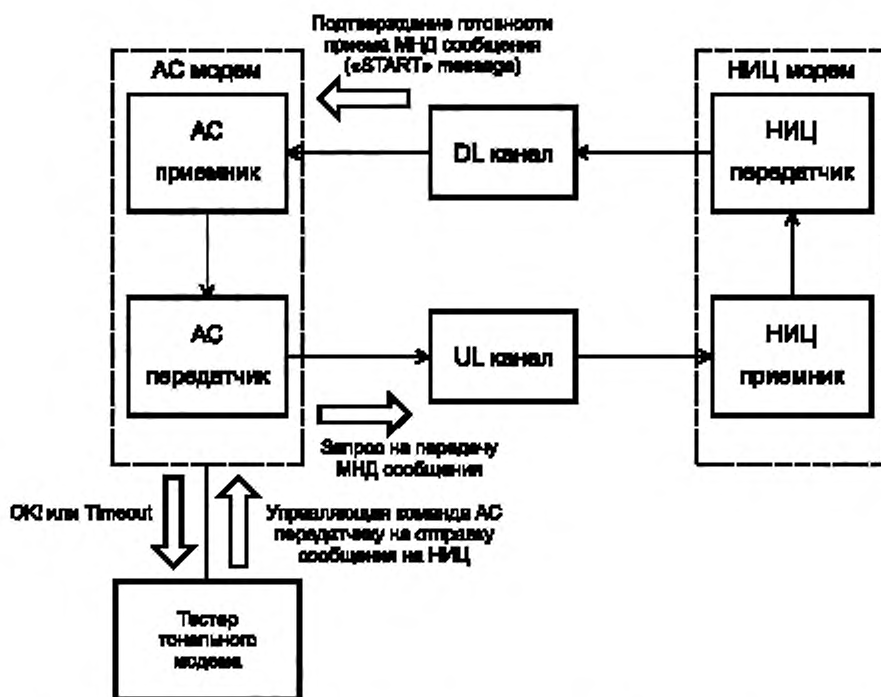 Подтверждение готовности
приема МНД сообщения
(«START» message)
АС модем
НИЦ модем
АС
приемник
DL канал
НИЦ
передатчик
АС
передатчик
UL канал
НИЦ
приемник
Запрос на передачу
МНД сообщения
OK! или Timeout
Управляющая команда АС
передатчику на отправку
сообщения на НИЦ
Тестер
тонального
модема